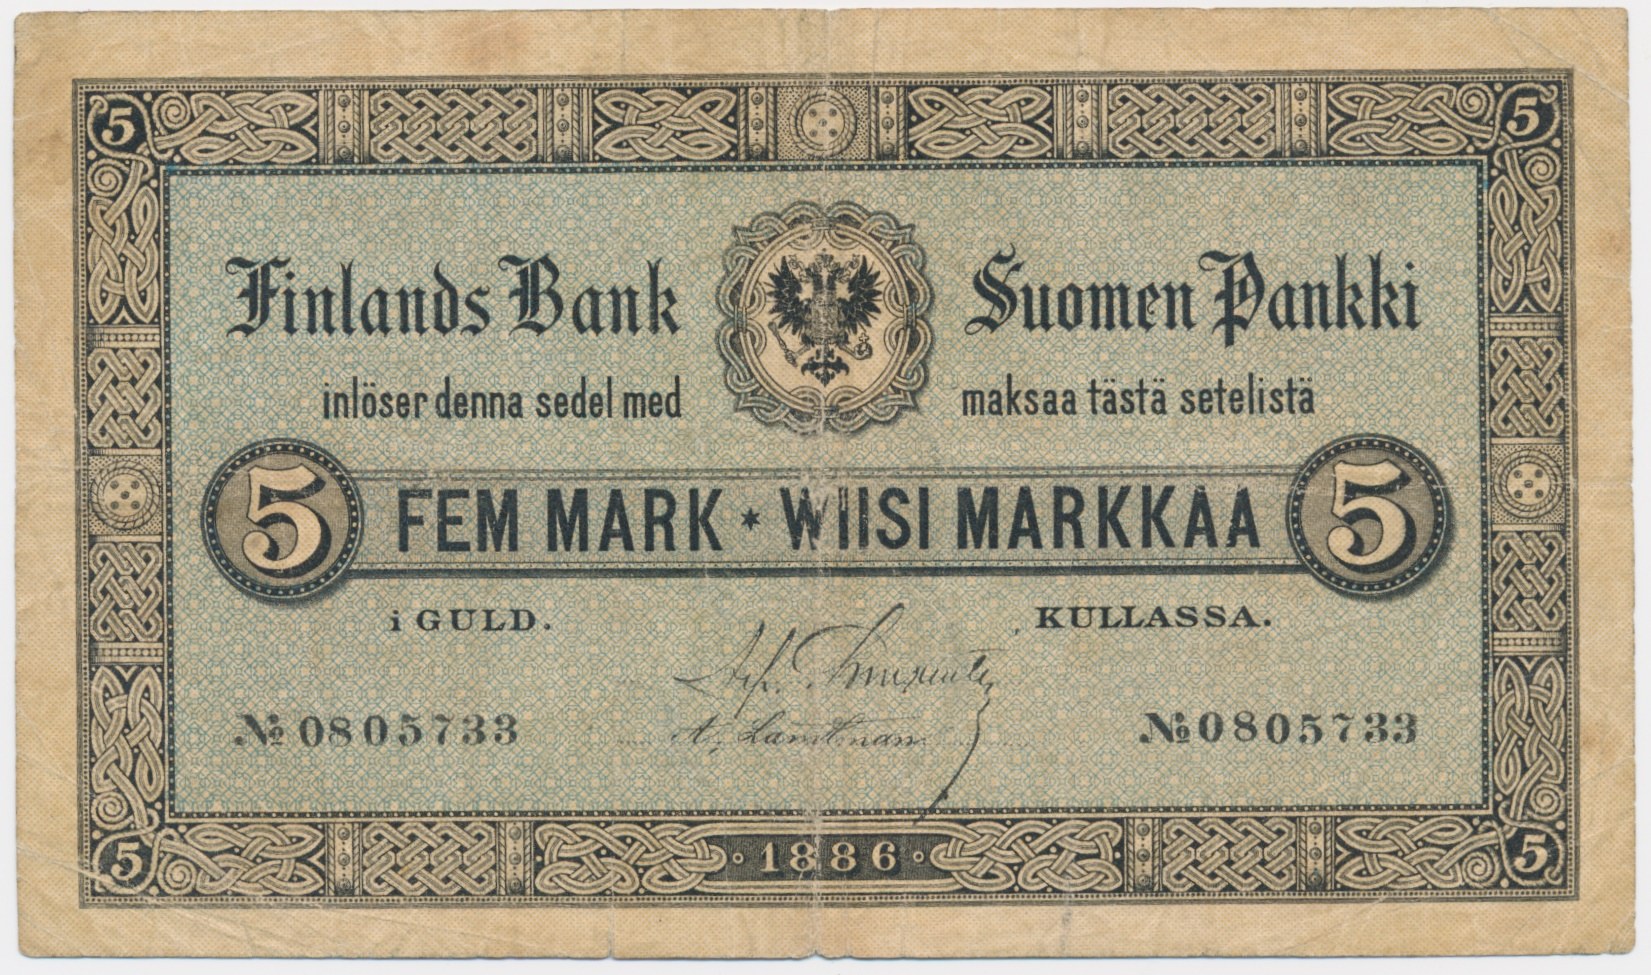 5 5
Finlands Bank Suomen Pankki
inlöser denna sedel med maksaa tästä setelistä
5 FEM MARK * WIISI MARKKAA 5
i GULD. KULLASSA.
№ 0805733 № 0805733
5 · 1886 · 5